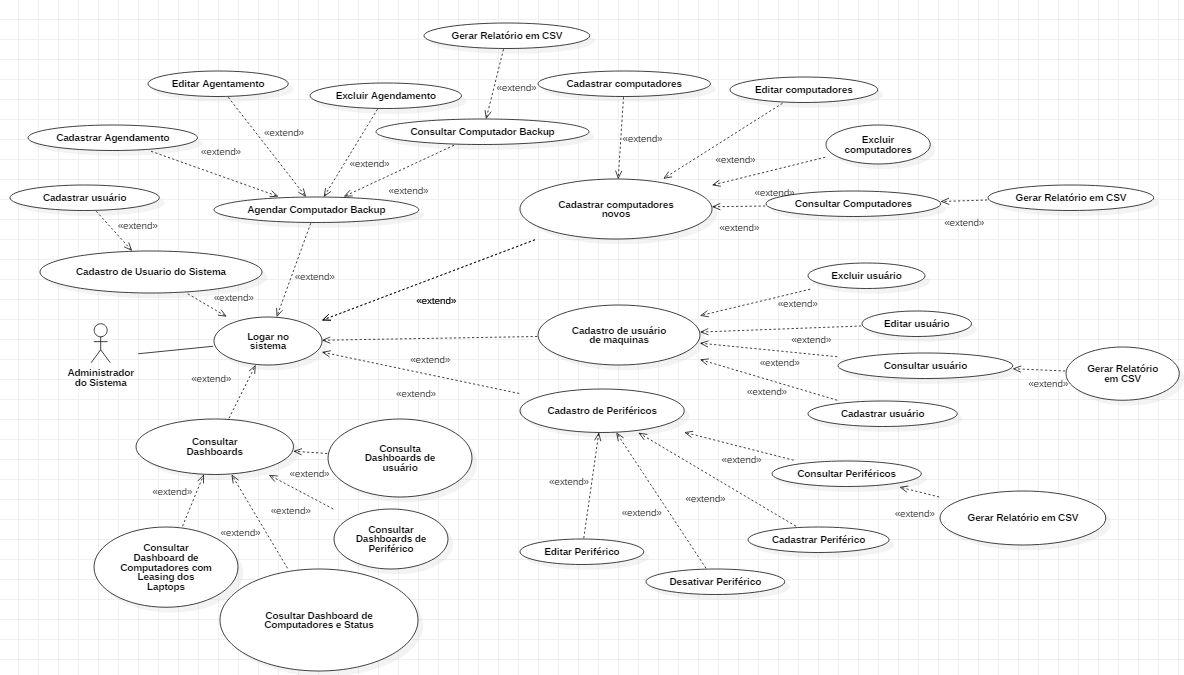 Gerar Relatório em CSV
Editar Agentamento
«extend»
Cadastrar computadores
Editar computadores
Excluir Agendamento
Cadastrar Agendamento
«extend»
Consultar Computador Backup
«extend»
Excluir
computadores
«extend»
«extend»
«extend»
«extend»
Cadastrar usuário
Agendar Computador Backup
«extend»
Cadastrar computadores
novos
«extend»
Consultar Computadores
Gerar Relatório em CSV
«extend»
«extend»
«extend»
Cadastro de Usuario do Sistema
«extend»
Excluir usuário
«extend»
«extend»
«extend»
Logar no
sistema
Cadastro de usuário
de maquinas
Editar usuário
«extend»
Administrador
do Sistema
«extend»
«extend»
Consultar usuário
Gerar Relatório
em CSV
«extend»
«extend»
«extend»
«extend»
Cadastro de Periféricos
Cadastrar usuário
Consultar
Dashboards
Consulta
Dashboards de
usuário
«extend»
«extend»
«extend»
Consultar Periféricos
«extend»
«extend»
«extend»
«extend»
«extend»
«extend»
Gerar Relatório em CSV
«extend»
Consultar
Dashboards de
Periférico
Cadastrar Periférico
Editar Periférico
Consultar
Dashboard de
Computadores com
Leasing dos
Laptops
Desativar Periférico
Cosultar Dashboard de
Computadores e Status